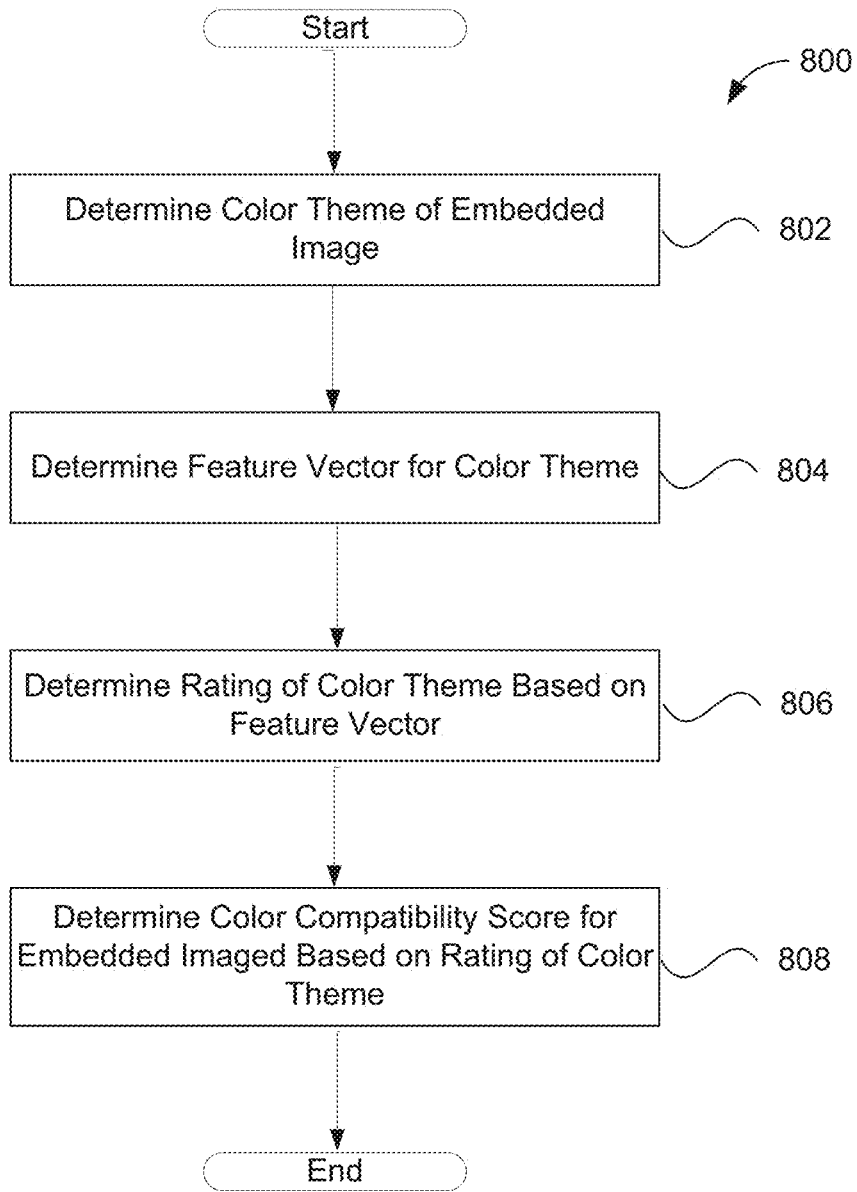 Start
800
Determine Color Theme of Embedded
Image
802
Determine Feature Vector for Color Theme
804
Determine Rating of Color Theme Based on
Feature Vector
806
Determine Color Compatibility Score for
Embedded Imaged Based on Rating of Color
Theme
808
End